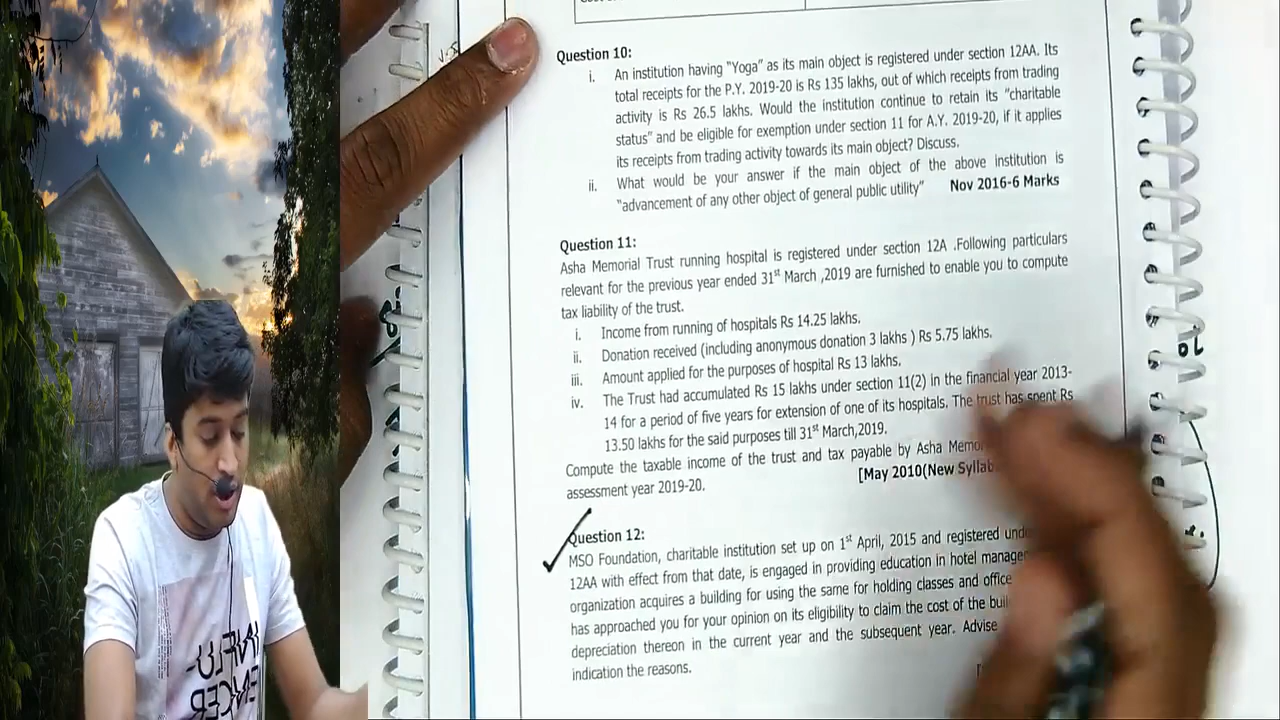 Question 10:
i. An institution having "Yoga" as its main object is registered under section 12AA. Its
total receipts for the P.Y. 2019-20 is Rs 135 lakhs, out of which receipts from trading
activity is Rs 26.5 lakhs. Would the institution continue to retain its "charitable
status" and be eligible for exemption under section 11 for A.Y. 2019-20, if it applies
its receipts from trading activity towards its main object? Discuss.
ii. What would be your answer if the main object of the above institution is
"advancement of any other object of general public utility" Nov 2016-6 Marks
Question 11:
Asha Memorial Trust running hospital is registered under section 12A .Following particulars
relevant for the previous year ended 31st March ,2019 are furnished to enable you to compute
tax liability of the trust.
i. Income from running of hospitals Rs 14.25 lakhs.
ii. Donation received (including anonymous donation 3 lakhs ) Rs 5.75 lakhs.
iii. Amount applied for the purposes of hospital Rs 13 lakhs.
iv. The Trust had accumulated Rs 15 lakhs under section 11(2) in the financial year 2013-
14 for a period of five years for extension of one of its hospitals. The trust has spent Rs
13.50 lakhs for the said purposes till 31st March,2019.
Compute the taxable income of the trust and tax payable by Asha Memo
assessment year 2019-20. [May 2010(New Syllab
Question 12:
MSO Foundation, charitable institution set up on 1st April, 2015 and registered und
12AA with effect from that date, is engaged in providing education in hotel manage
organization acquires a building for using the same for holding classes and office
has approached you for your opinion on its eligibility to claim the cost of the buil
depreciation thereon in the current year and the subsequent year. Advise
indication the reasons.